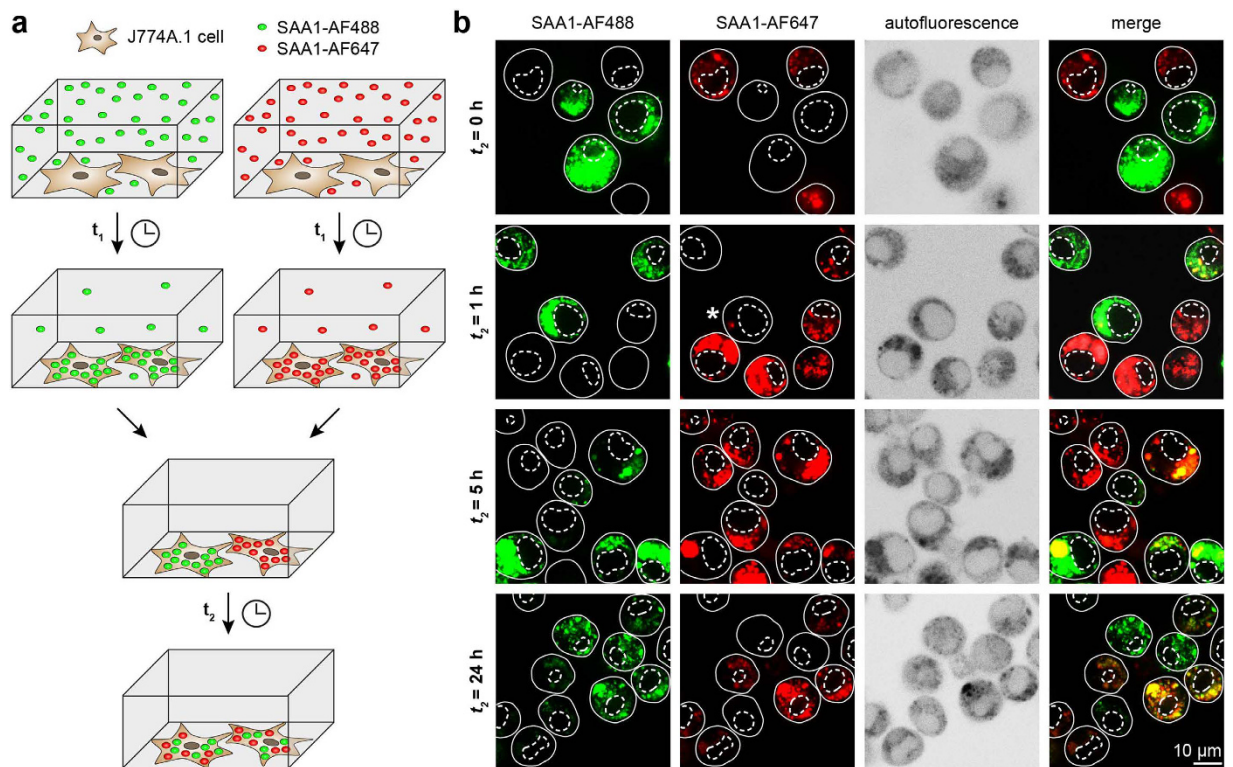 a
J774A.1 cell
SAA1-AF488
SAA1-AF647
t₁
t₁
t₂
b
SAA1-AF488
SAA1-AF647
autofluorescence
merge
t₂ = 0 h
t₂ = 1 h
*
t₂ = 5 h
t₂ = 24 h
10 µm